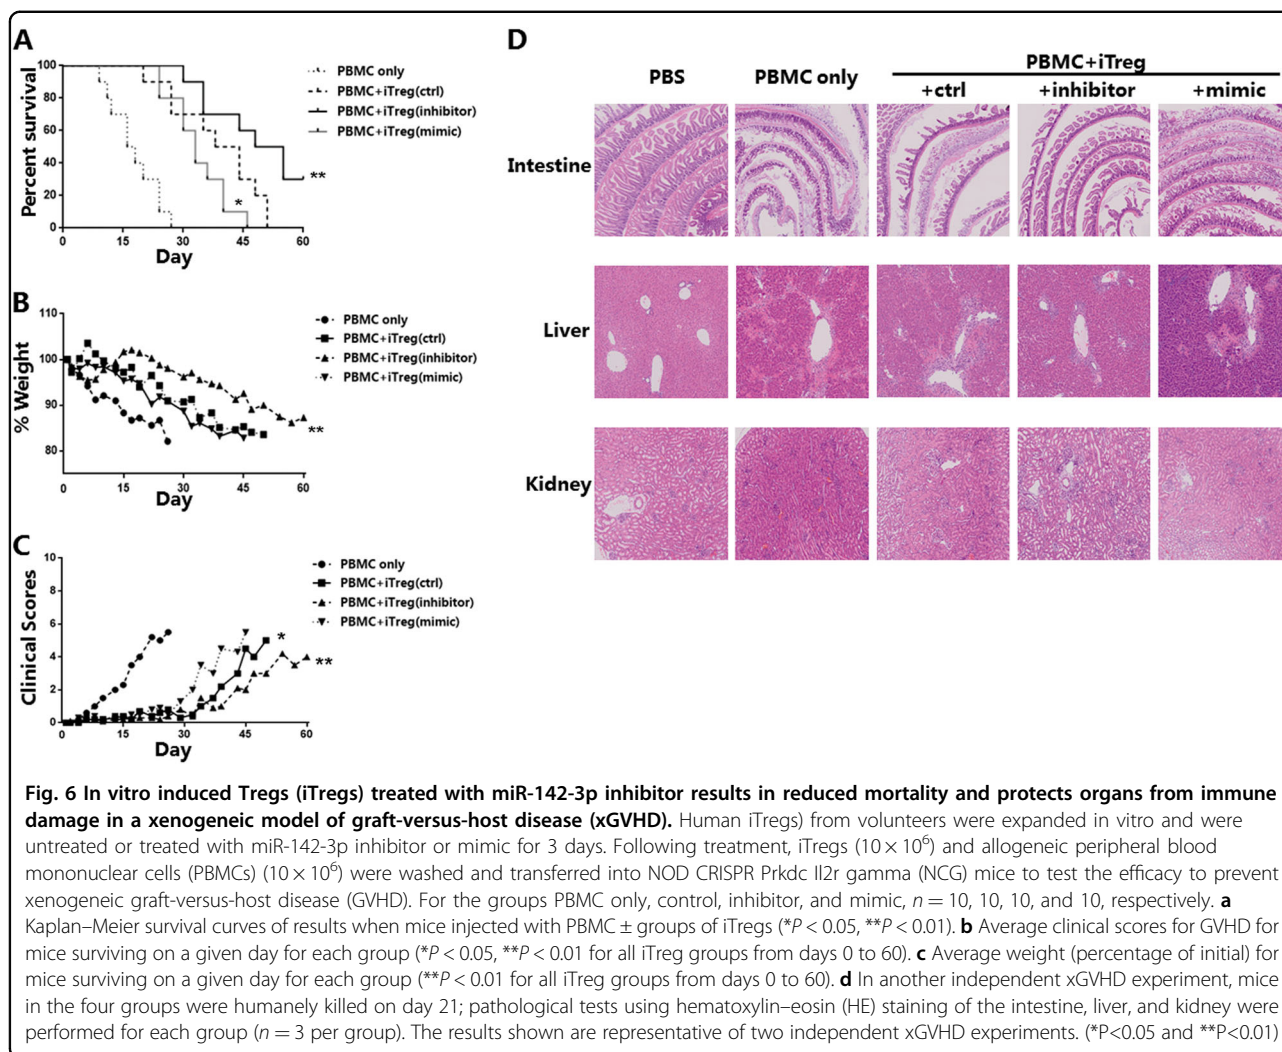 A
Percent survival
100
80
60
40
20
0
0 15 30 45 60
Day
PBMC only
PBMC+iTreg(ctrl)
PBMC+iTreg(inhibitor)
PBMC+iTreg(mimic)
**
*
B
% Weight
110
100
90
80
0 15 30 45 60
Day
PBMC only
PBMC+iTreg(ctrl)
PBMC+iTreg(inhibitor)
PBMC+iTreg(mimic)
**
C
Clinical Scores
10
8
6
4
2
0
0 15 30 45 60
Day
PBMC only
PBMC+iTreg(ctrl)
PBMC+iTreg(inhibitor)
PBMC+iTreg(mimic)
*
**
D
PBMC+iTreg
PBS PBMC only +ctrl +inhibitor +mimic
Intestine
Liver
Kidney
Fig. 6 In vitro induced Tregs (iTregs) treated with miR-142-3p inhibitor results in reduced mortality and protects organs from immune
damage in a xenogeneic model of graft-versus-host disease (xGVHD). Human iTregs) from volunteers were expanded in vitro and were
untreated or treated with miR-142-3p inhibitor or mimic for 3 days. Following treatment, iTregs (10 × 10⁶) and allogeneic peripheral blood
mononuclear cells (PBMCs) (10 × 10⁶) were washed and transferred into NOD CRISPR Prkdc Il2r gamma (NCG) mice to test the efficacy to prevent
xenogeneic graft-versus-host disease (GVHD). For the groups PBMC only, control, inhibitor, and mimic, n = 10, 10, 10, and 10, respectively. a
Kaplan–Meier survival curves of results when mice injected with PBMC ± groups of iTregs (*P < 0.05, **P < 0.01). b Average clinical scores for GVHD for
mice surviving on a given day for each group (*P < 0.05, **P < 0.01 for all iTreg groups from days 0 to 60). c Average weight (percentage of initial) for
mice surviving on a given day for each group (**P < 0.01 for all iTreg groups from days 0 to 60). d In another independent xGVHD experiment, mice
in the four groups were humanely killed on day 21; pathological tests using hematoxylin–eosin (HE) staining of the intestine, liver, and kidney were
performed for each group (n = 3 per group). The results shown are representative of two independent xGVHD experiments. (*P<0.05 and **P<0.01)